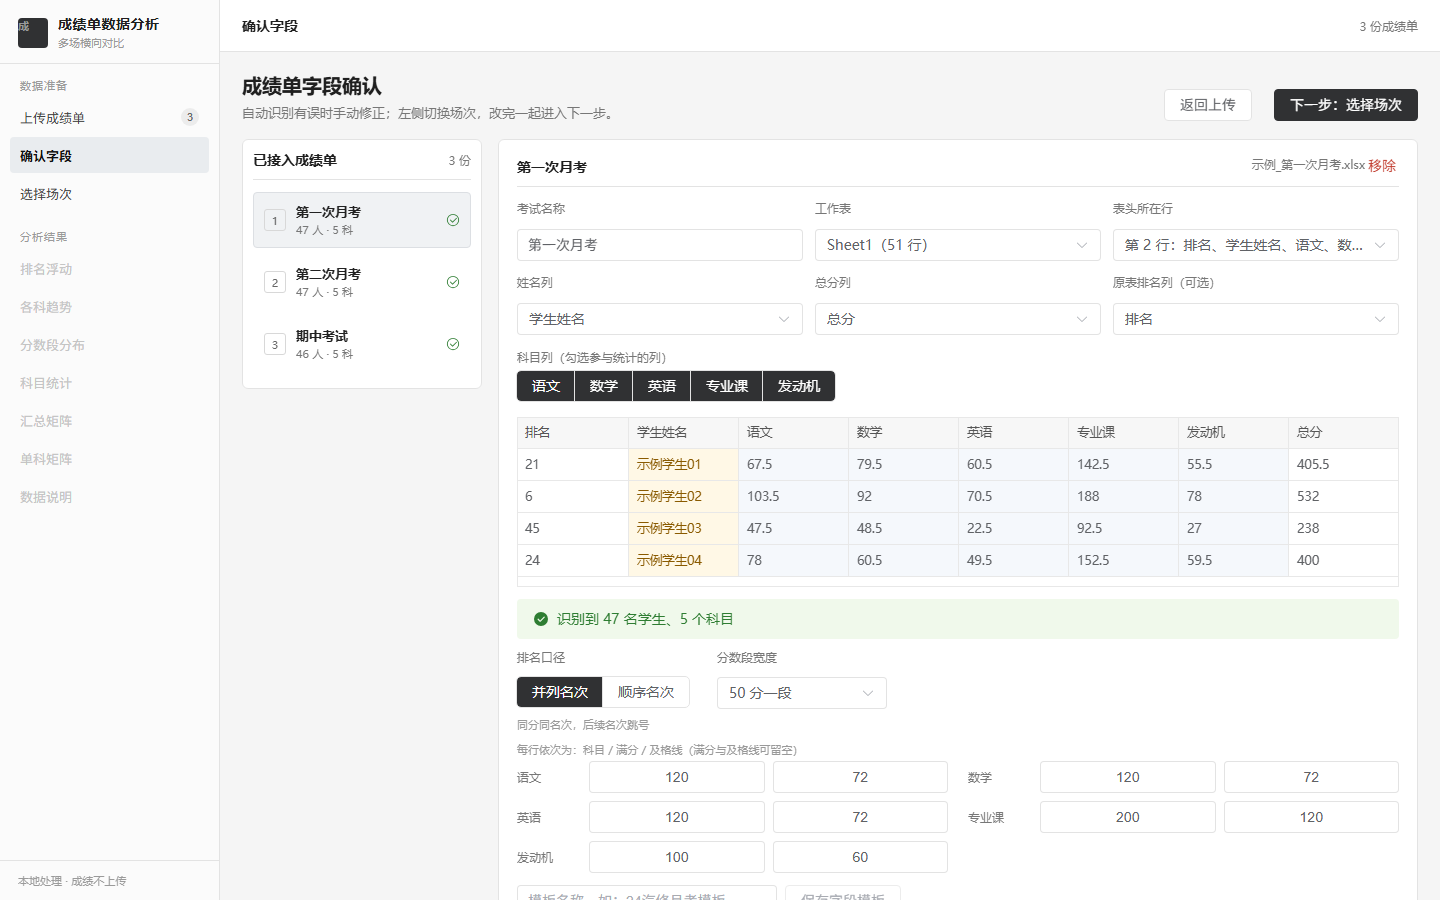 成
成绩单数据分析
多场横向对比
数据准备
上传成绩单 3
确认字段
选择场次
分析结果
排名浮动
各科趋势
分数段分布
科目统计
汇总矩阵
单科矩阵
数据说明
本地处理 · 成绩不上传
确认字段
3 份成绩单
成绩单字段确认
自动识别有误时手动修正；左侧切换场次，改完一起进入下一步。
返回上传
下一步：选择场次
已接入成绩单 3 份
1 第一次月考
47 人 · 5 科
2 第二次月考
47 人 · 5 科
3 期中考试
46 人 · 5 科
第一次月考
示例_第一次月考.xlsx 移除
考试名称 工作表 表头所在行
第一次月考 Sheet1（51 行） 第 2 行：排名、学生姓名、语文、数...
姓名列 总分列 原表排名列（可选）
学生姓名 总分 排名
科目列（勾选参与统计的列）
语文 数学 英语 专业课 发动机
排名 学生姓名 语文 数学 英语 专业课 发动机 总分
21 示例学生01 67.5 79.5 60.5 142.5 55.5 405.5
6 示例学生02 103.5 92 70.5 188 78 532
45 示例学生03 47.5 48.5 22.5 92.5 27 238
24 示例学生04 78 60.5 49.5 152.5 59.5 400
识别到 47 名学生、5 个科目
排名口径 分数段宽度
并列名次 顺序名次 50 分一段
同分同名次，后续名次跳号
每行依次为：科目 / 满分 / 及格线（满分与及格线可留空）
语文 120 72 数学 120 72
英语 120 72 专业课 200 120
发动机 100 60
模板名称，如：24汽修月考模板 保存字段模板